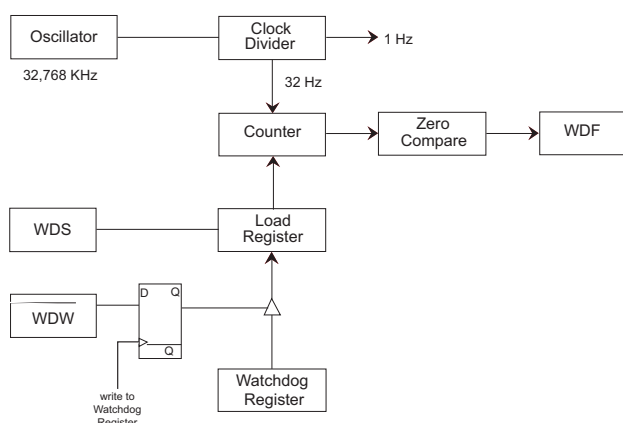 Oscillator
Clock
Divider
1 Hz
32,768 KHz
32 Hz
Counter
Zero
Compare
WDF
WDS
Load
Register
D Q
WDW
Q
write to
Watchdog
Register
Watchdog
Register